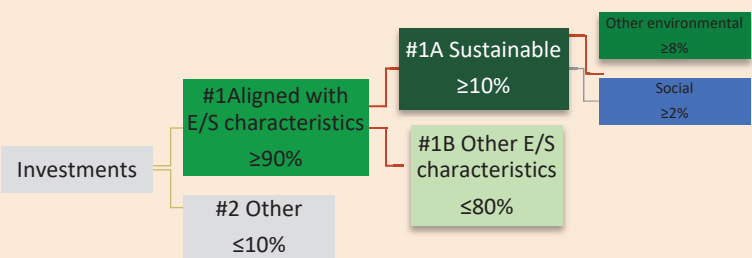 Investments
#1Aligned with
E/S characteristics
≥90%
#2 Other
≤10%
#1A Sustainable
≥10%
#1B Other E/S
characteristics
≤80%
Other environmental
≥8%
Social
≥2%